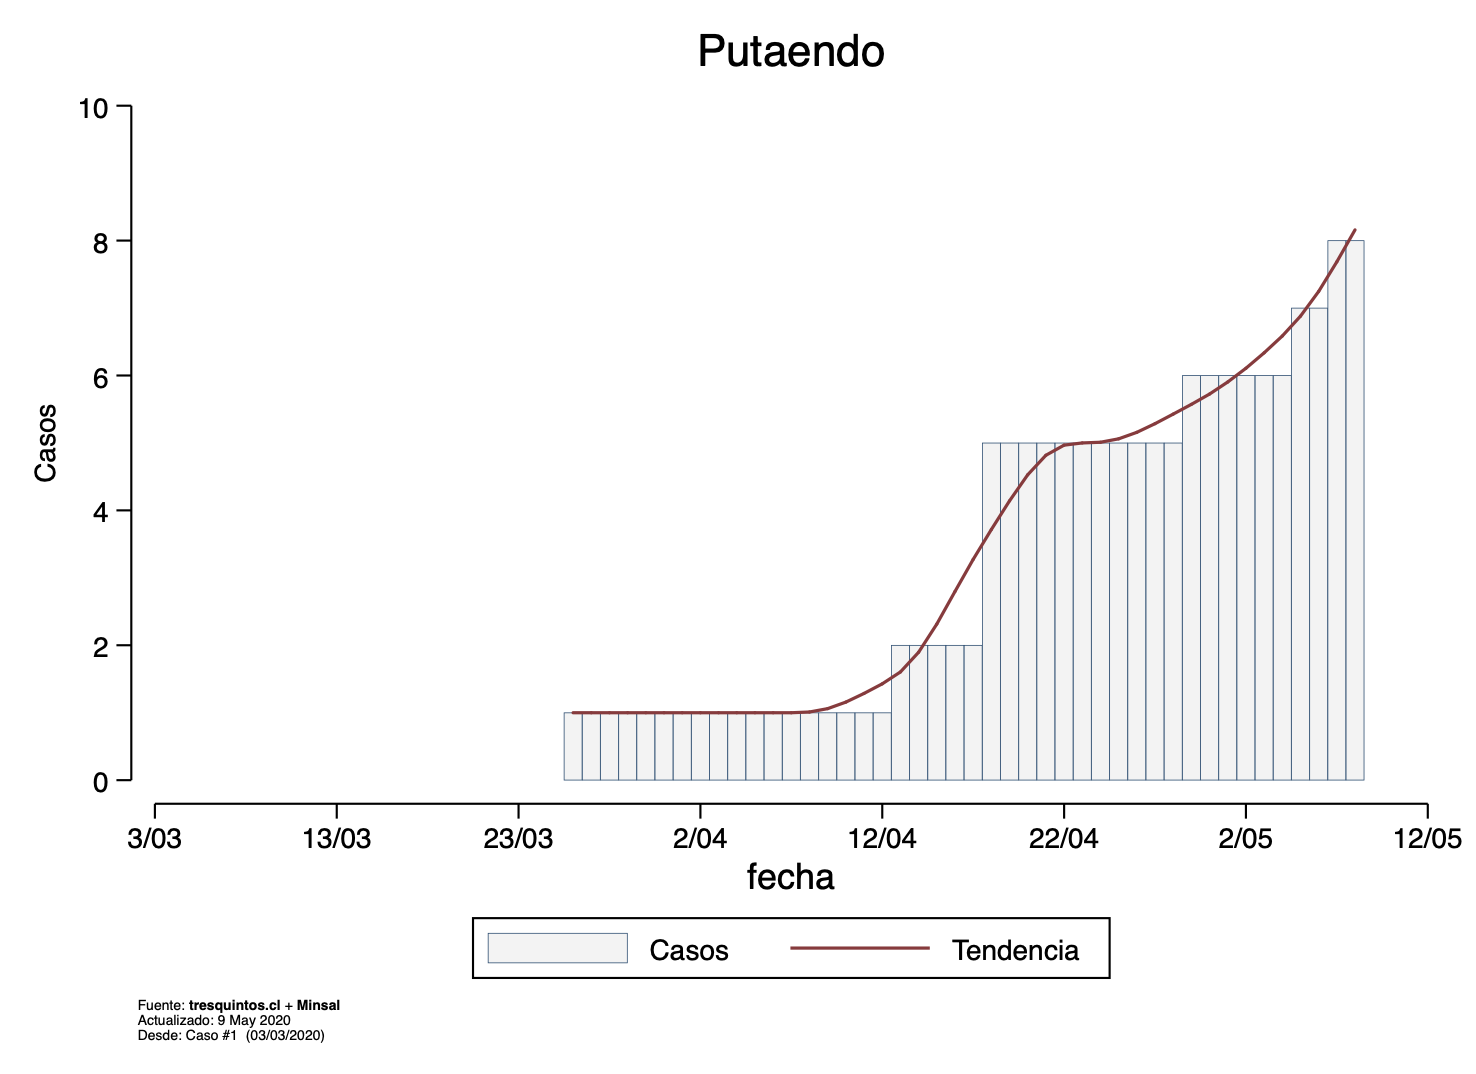 Putaendo
10
8
6
4
2
0
Casos
3/03 13/03 23/03 2/04 12/04 22/04 2/05 12/05
fecha
Casos Tendencia
Fuente: tresquintos.cl + Minsal
Actualizado: 9 May 2020
Desde: Caso #1 (03/03/2020)